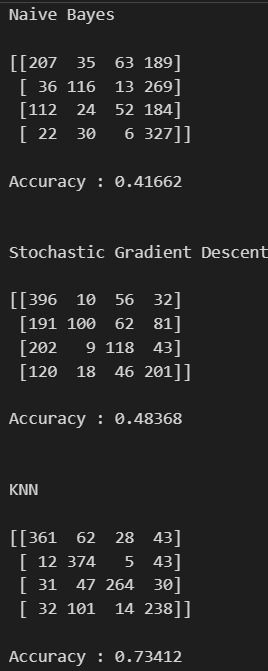 Naive Bayes
[[207 35 63 189]
[ 36 116 13 269]
[112 24 52 184]
[ 22 30 6 327]]
Accuracy : 0.41662
Stochastic Gradient Descent
[[396 10 56 32]
[191 100 62 81]
[202 9 118 43]
[120 18 46 201]]
Accuracy : 0.48368
KNN
[[361 62 28 43]
[ 12 374 5 43]
[ 31 47 264 30]
[ 32 101 14 238]]
Accuracy : 0.73412